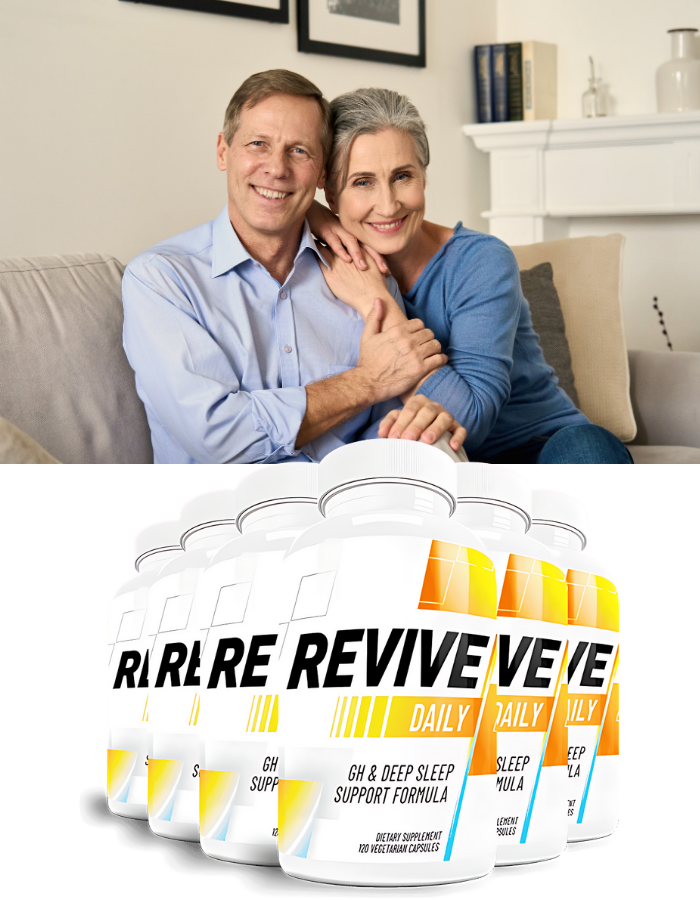 REVIVE
DAILY
GH & DEEP SLEEP
SUPPORT FORMULA
DIETARY SUPPLEMENT
120 VEGETARIAN CAPSULES